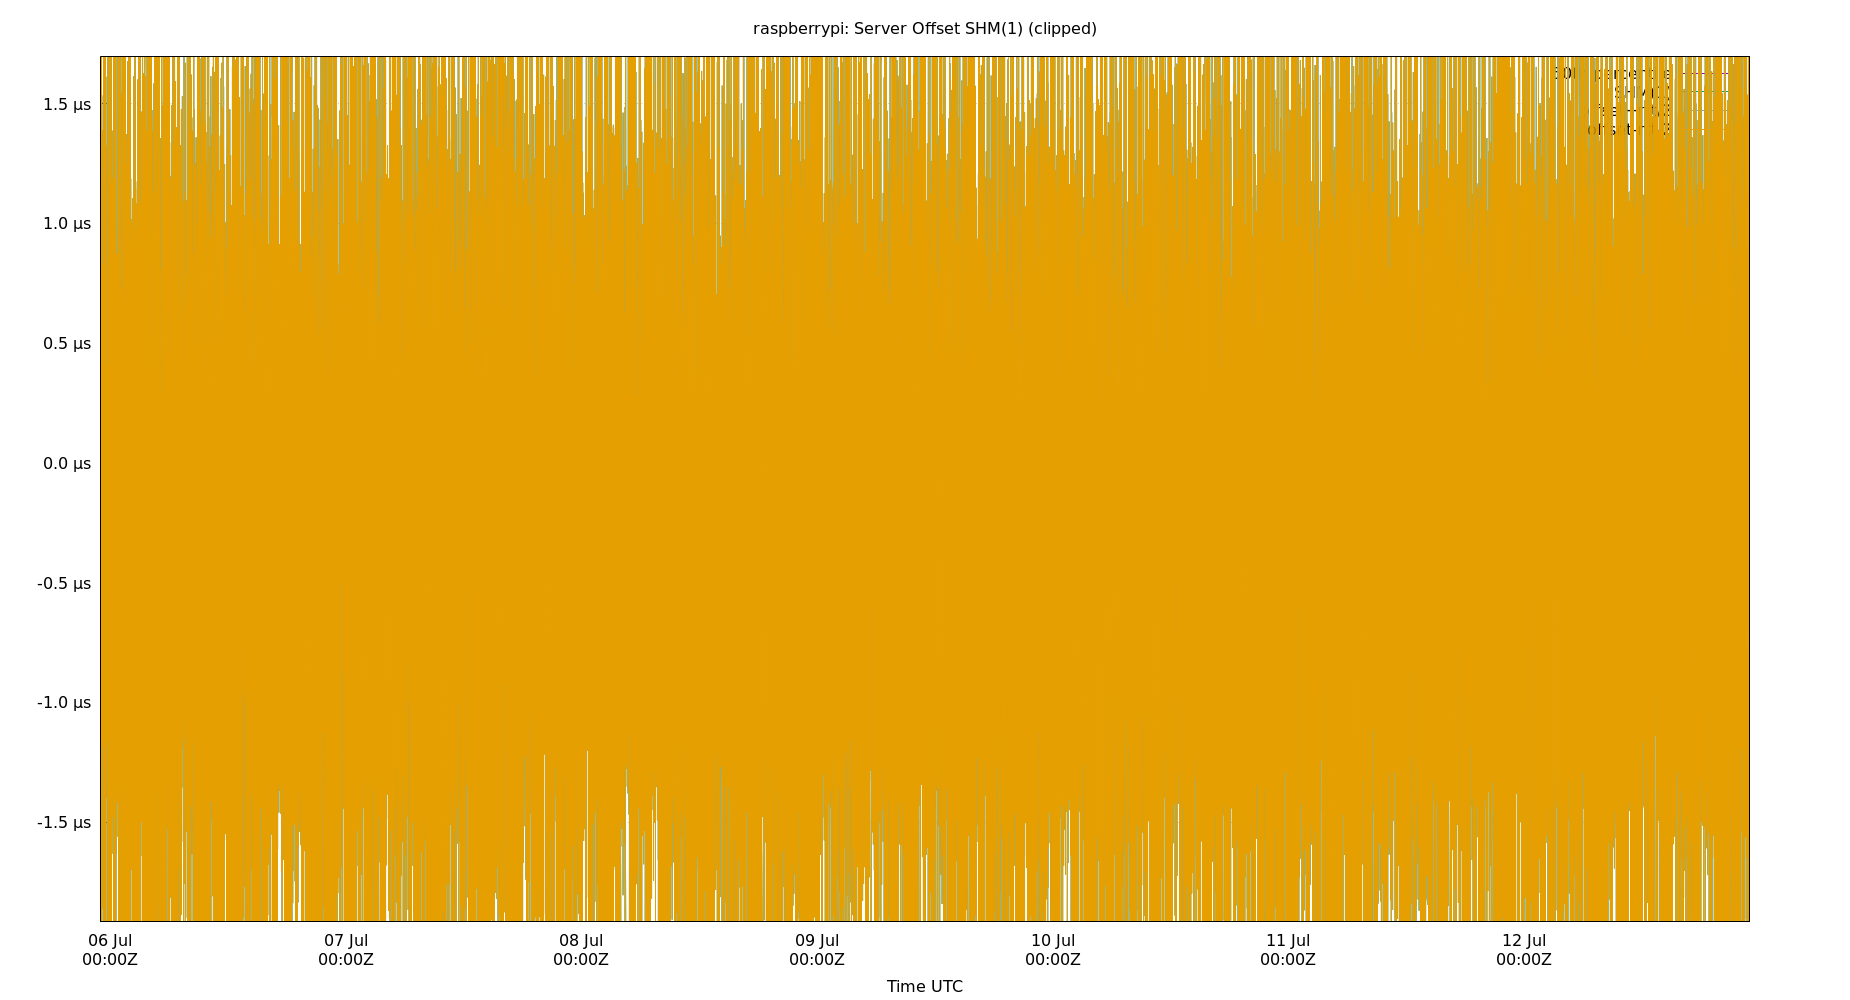 raspberrypi: Server Offset SHM(1) (clipped)
1.5 µs
1.0 µs
0.5 µs
0.0 µs
-0.5 µs
-1.0 µs
-1.5 µs
06 Jul 07 Jul 08 Jul 09 Jul 10 Jul 11 Jul 12 Jul
00:00Z 00:00Z 00:00Z 00:00Z 00:00Z 00:00Z 00:00Z
Time UTC